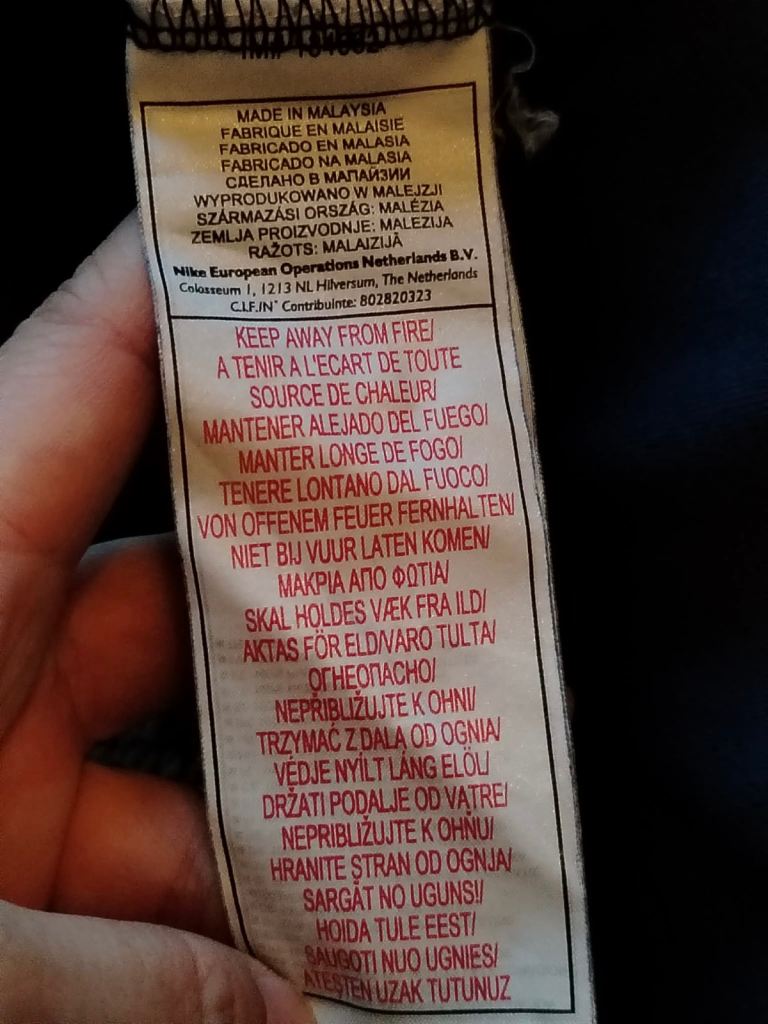 MADE IN MALAYSIA
FABRIQUE EN MALAISIE
FABRICADO EN MALASIA
FABRICADO NA MALASIA
СДЕЛАНО В МАПАЙЗИИ
WYPRODUKOWANO W MALEJZJI
SZÁRMAZÁSI ORSZÁG: MALÉZIA
ZEMLJA PROIZVODNJE: MALEZIJA
RAŽOTS: MALAIZIJĀ
Nike European Operations Netherlands B.V.
Colosseum 1, 1213 NL Hilversum, The Netherlands
C.I.F./N° Contribuinte: 802820323
KEEP AWAY FROM FIRE/
A TENIR A L'ECART DE TOUTE
SOURCE DE CHALEUR/
MANTENER ALEJADO DEL FUEGO/
MANTER LONGE DE FOGO/
TENERE LONTANO DAL FUOCO/
VON OFFENEM FEUER FERNHALTEN/
NIET BIJ VUUR LATEN KOMEN/
ΜΑΚΡΙΑ ΑΠΟ ΦΩΤΙΑ/
SKAL HOLDES VÆK FRA ILD/
AKTAS FÖR ELD/VARO TULTA/
ОГНЕОПАСНО/
NEPRIBLIŽUJTE K OHNI/
TRZYMAĆ Z DALA OD OGNIA/
VÉDJE NYÍLT LÁNG ELŐL/
DRŽATI PODALJE OD VATRE/
NEPRIBLIŽUJTE K OHŇU/
HRANITE STRAN OD OGNJA/
SARGĀT NO UGUNS!/
HOIDA TULE EEST/
SAUGOTI NUO UGNIES/
ATEŞTEN UZAK TUTUNUZ